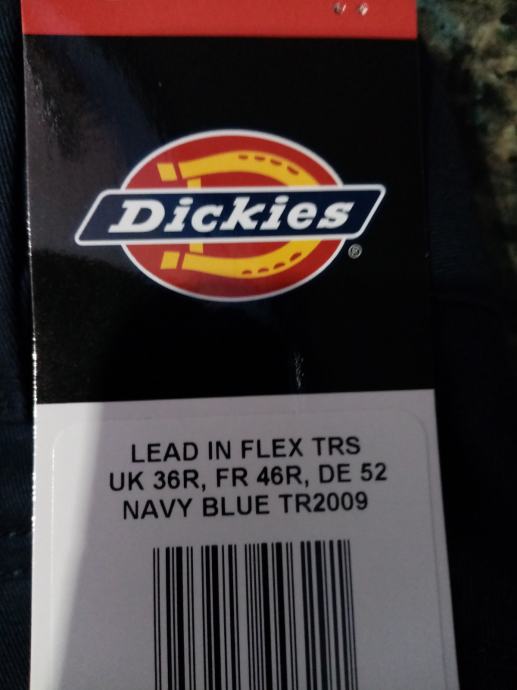 Dickies
®
LEAD IN FLEX TRS
UK 36R, FR 46R, DE 52
NAVY BLUE TR2009